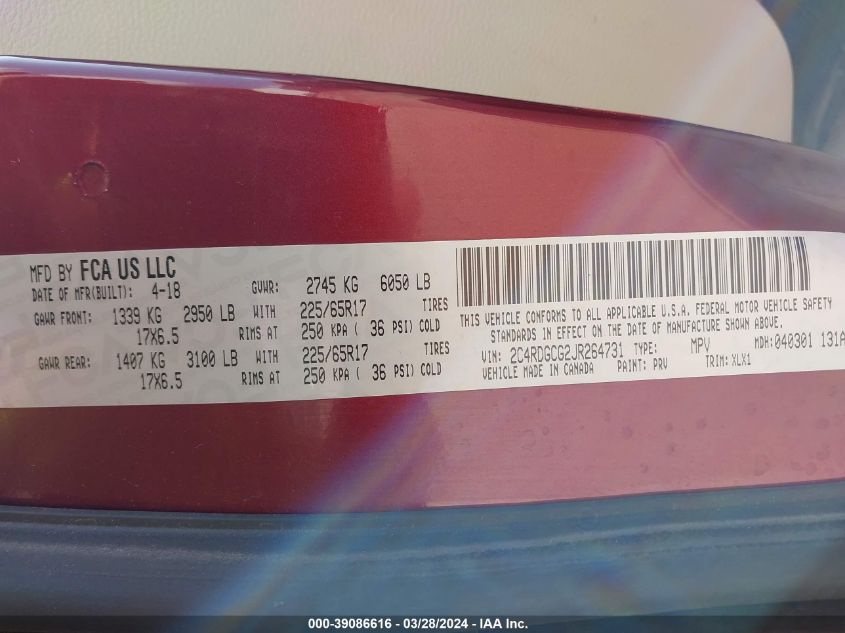 MFD BY FCA US LLC
DATE OF MFR(BUILT): 4-18 GVWR: 2745 KG 6050 LB
GAWR FRONT: 1339 KG 2950 LB WITH 225/65R17 TIRES
17X6.5 RIMS AT 250 KPA ( 36 PSI) COLD
GAWR REAR: 1407 KG 3100 LB WITH 225/65R17 TIRES
17X6.5 RIMS AT 250 KPA ( 36 PSI) COLD
THIS VEHICLE CONFORMS TO ALL APPLICABLE U.S.A. FEDERAL MOTOR VEHICLE SAFETY
STANDARDS IN EFFECT ON THE DATE OF MANUFACTURE SHOWN ABOVE.
VIN: 2C4RDGCG2JR264731 TYPE: MPV MDH: 040301 131A
VEHICLE MADE IN CANADA PAINT: PRV TRIM: XLX1
000-39086616 - 03/28/2024 - IAA Inc.